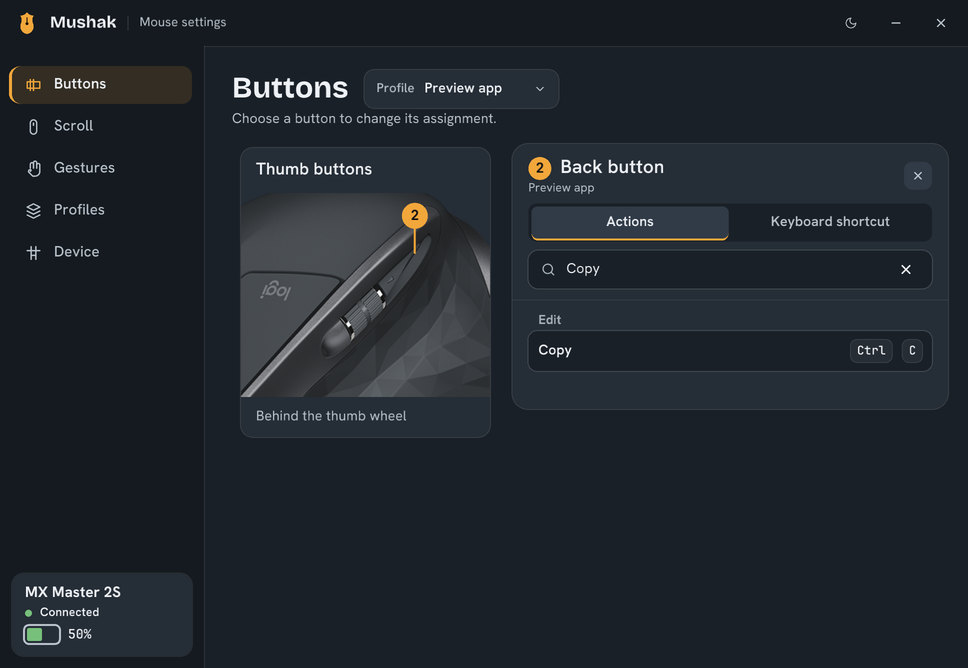 Mushak
Mouse settings
Buttons
Scroll
Gestures
Profiles
Device
MX Master 2S
Connected
50%
Buttons
Profile Preview app
Choose a button to change its assignment.
Thumb buttons
2
logi
Behind the thumb wheel
2 Back button
Preview app
Actions
Keyboard shortcut
Copy
Edit
Copy Ctrl C